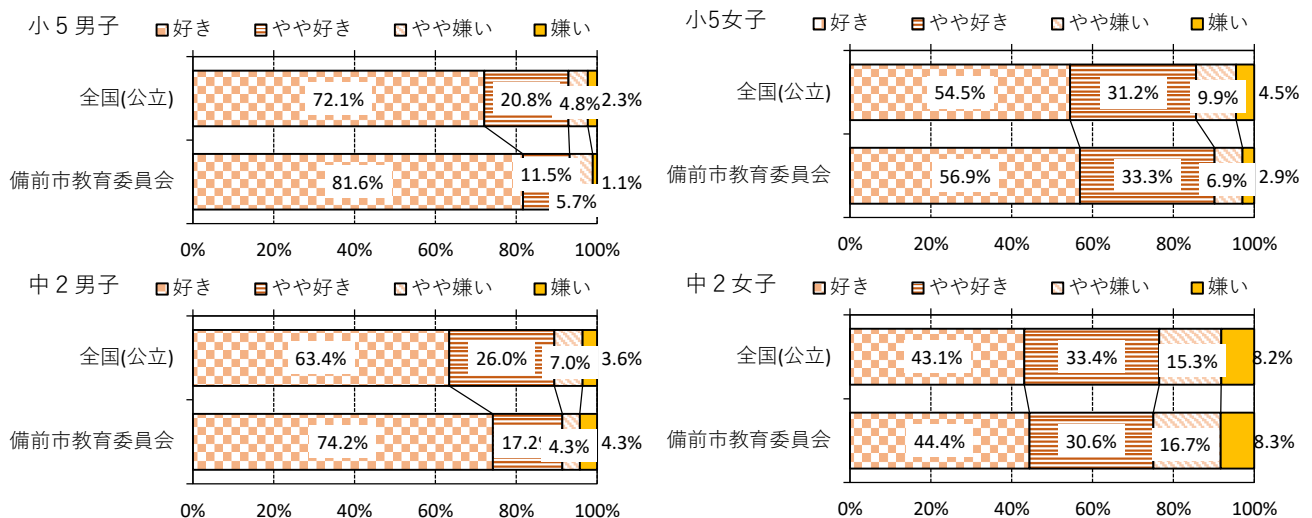 小5男子 好き やや好き やや嫌い 嫌い
全国(公立) 72.1% 20.8% 4.8% 2.3%
備前市教育委員会 81.6% 11.5% 5.7% 1.1%
0% 20% 40% 60% 80% 100%
小5女子 好き やや好き やや嫌い 嫌い
全国(公立) 54.5% 31.2% 9.9% 4.5%
備前市教育委員会 56.9% 33.3% 6.9% 2.9%
0% 20% 40% 60% 80% 100%
中2男子 好き やや好き やや嫌い 嫌い
全国(公立) 63.4% 26.0% 7.0% 3.6%
備前市教育委員会 74.2% 17.2% 4.3% 4.3%
0% 20% 40% 60% 80% 100%
中2女子 好き やや好き やや嫌い 嫌い
全国(公立) 43.1% 33.4% 15.3% 8.2%
備前市教育委員会 44.4% 30.6% 16.7% 8.3%
0% 20% 40% 60% 80% 100%